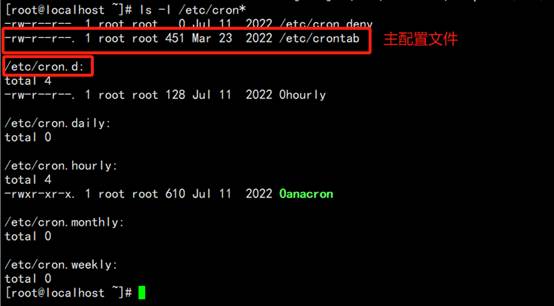 [root@localhost ~]# ls -l /etc/cron*
-rw-r--r--. 1 root root   0 Jul 11  2022 /etc/cron.deny
-rw-r--r--. 1 root root 451 Mar 23  2022 /etc/crontab 主配置文件
/etc/cron.d:
total 4
-rw-r--r--. 1 root root 128 Jul 11  2022 0hourly
/etc/cron.daily:
total 0
/etc/cron.hourly:
total 4
-rwxr-xr-x. 1 root root 610 Jul 11  2022 0anacron
/etc/cron.monthly:
total 0
/etc/cron.weekly:
total 0
[root@localhost ~]#